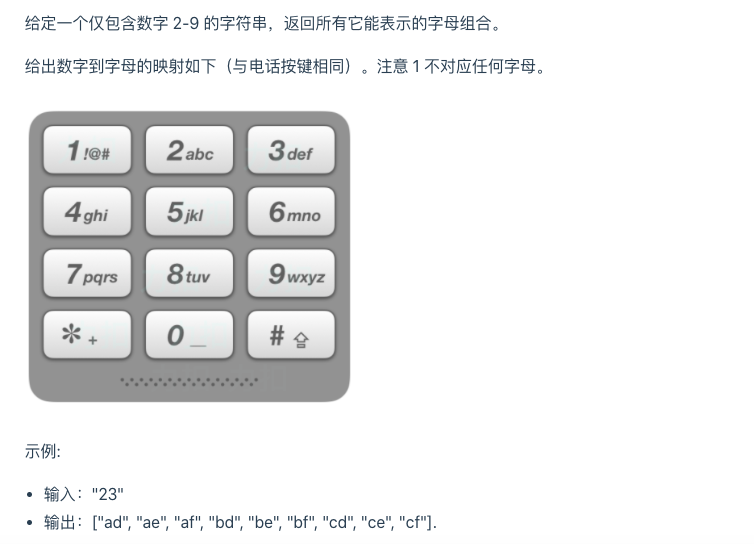 给定一个仅包含数字 2-9 的字符串，返回所有它能表示的字母组合。
给出数字到字母的映射如下（与电话按键相同）。注意 1 不对应任何字母。
1 !@# 2 abc 3 def
4 ghi 5 jkl 6 mno
7 pqrs 8 tuv 9 wxyz
* + 0 _ # ⇧
示例:
• 输入："23"
• 输出：["ad", "ae", "af", "bd", "be", "bf", "cd", "ce", "cf"].